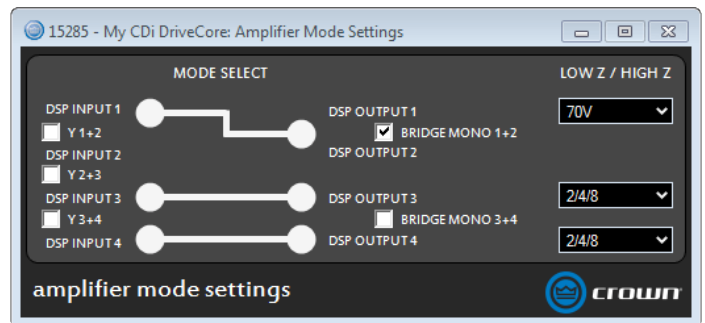 15285 - My CDi DriveCore: Amplifier Mode Settings
MODE SELECT
LOW Z / HIGH Z
DSP INPUT 1
DSP OUTPUT 1
70V
Y 1+2
BRIDGE MONO 1+2
DSP INPUT 2
DSP OUTPUT 2
Y 2+3
DSP INPUT 3
DSP OUTPUT 3
2/4/8
Y 3+4
BRIDGE MONO 3+4
DSP INPUT 4
DSP OUTPUT 4
2/4/8
amplifier mode settings
crown